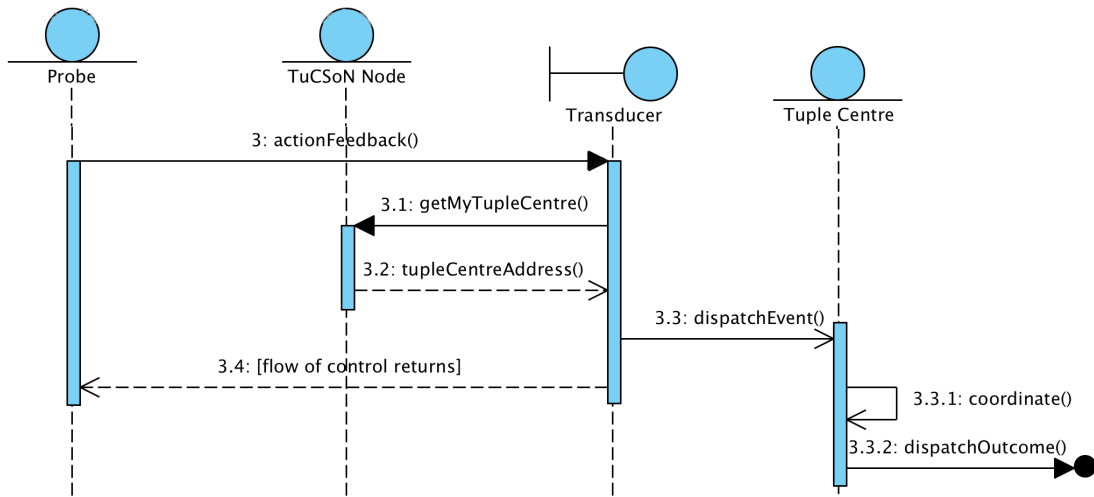 Probe
TuCSoN Node
Transducer
Tuple Centre
3: actionFeedback()
3.1: getMyTupleCentre()
3.2: tupleCentreAddress()
3.3: dispatchEvent()
3.4: [flow of control returns]
3.3.1: coordinate()
3.3.2: dispatchOutcome()